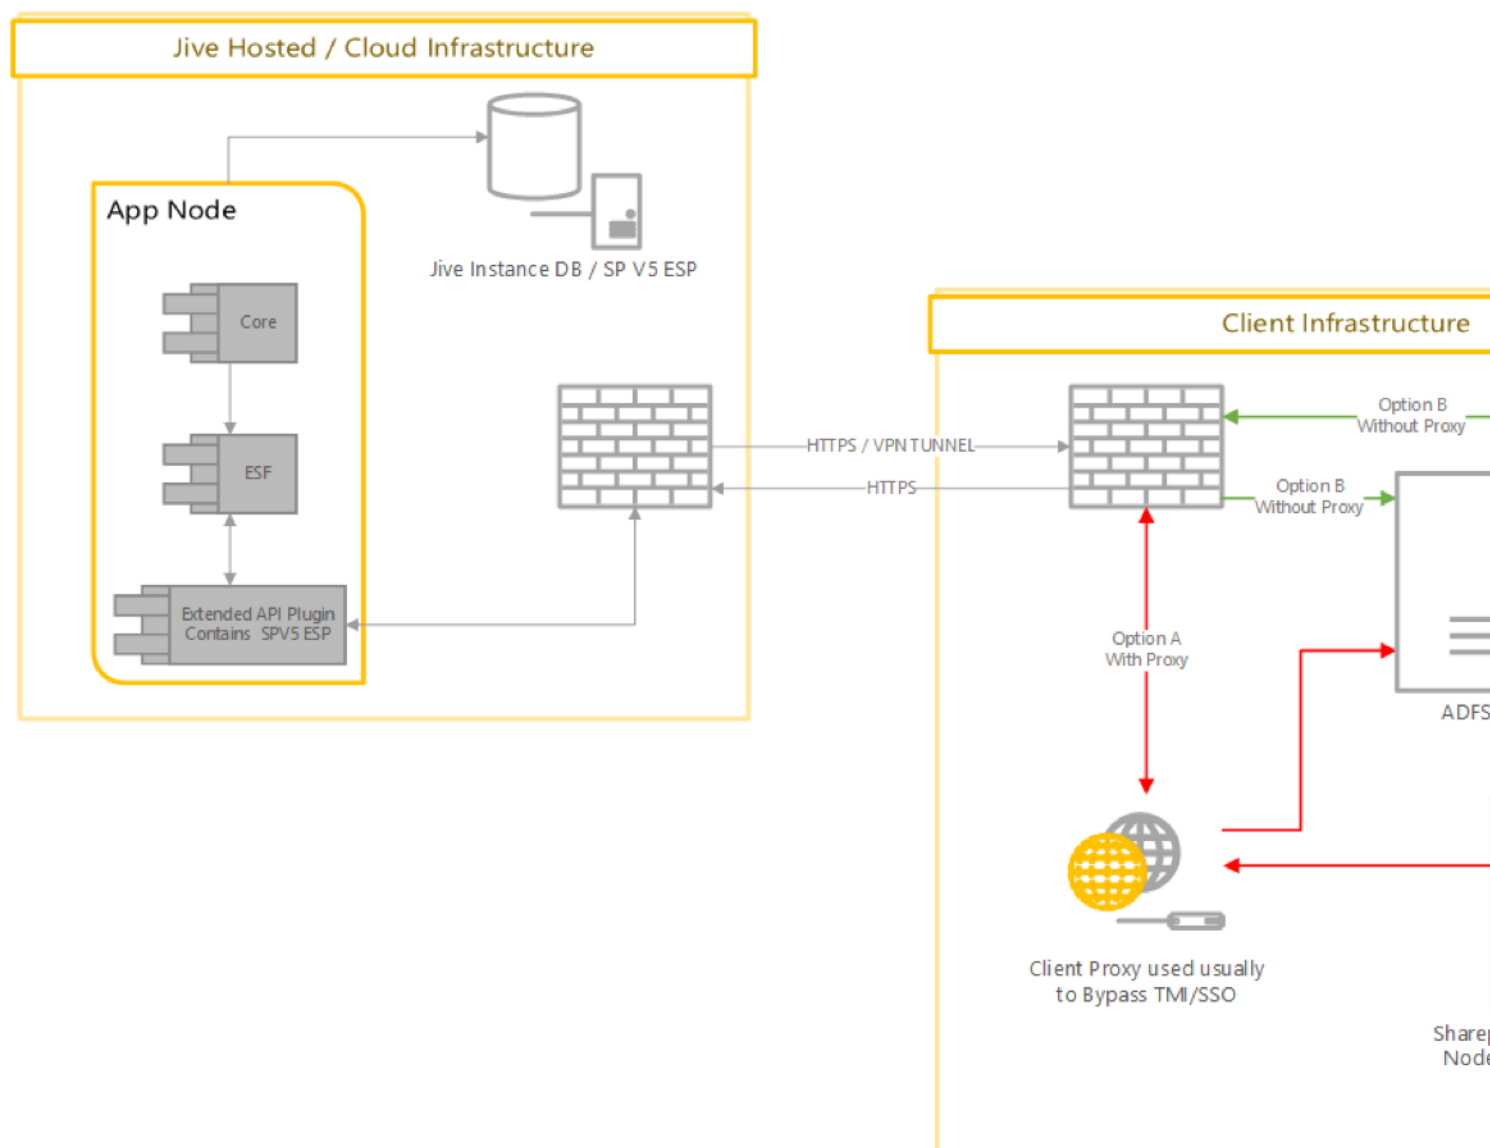 Jive Hosted / Cloud Infrastructure
App Node
Jive Instance DB / SP V5 ESP
Core
ESF
Extended API Plugin
Contains SPV5 ESP
HTTPS / VPN TUNNEL
HTTPS
Client Infrastructure
Option B
Without Proxy
Option B
Without Proxy
Option A
With Proxy
ADFS
Client Proxy used usually
to Bypass TMI/SSO